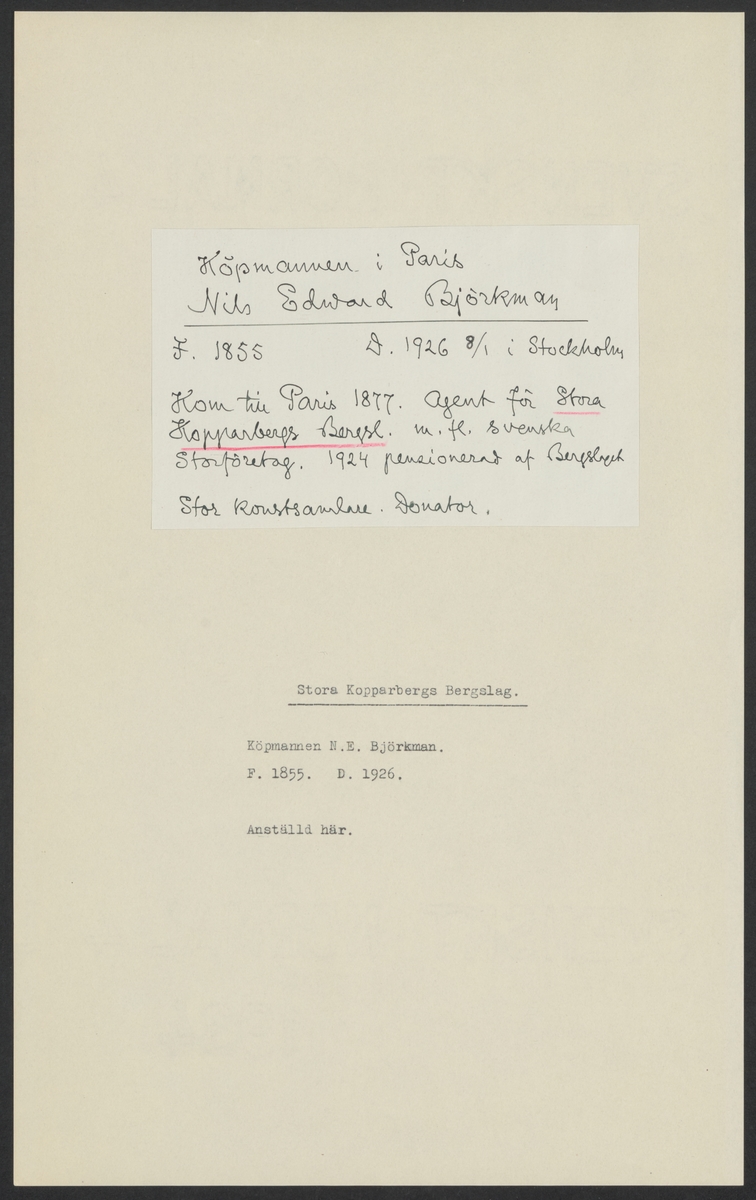 Köpmannen i Paris
Nils Edward Björkman
F. 1855 D. 1926 8/1 i Stockholm
Kom till Paris 1877. Agent för Stora
Kopparbergs Bergsl. m. fl. svenska
Storföretag. 1924 pensionerad af Bergslaget
Stor konstsamlare. Donator.
Stora Kopparbergs Bergslag.
Köpmannen N.E. Björkman.
F. 1855. D. 1926.
Anställd här.